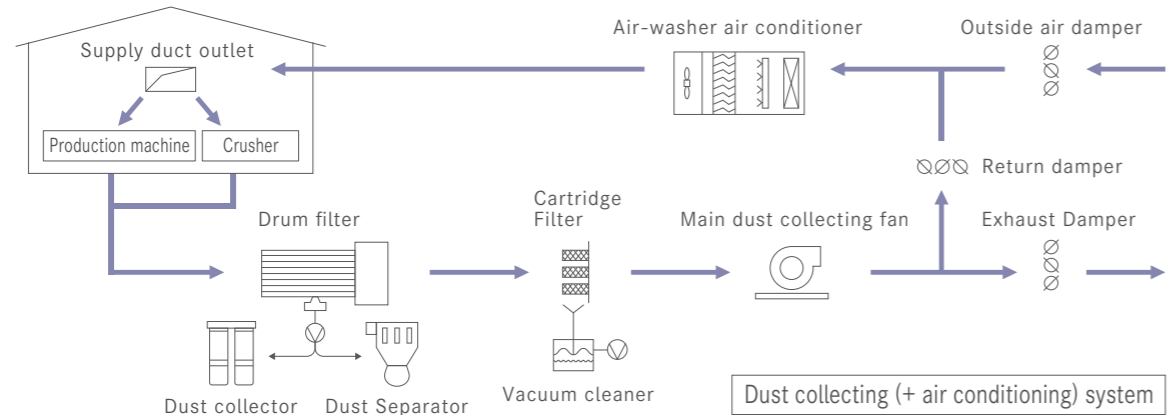 Supply duct outlet
Air-washer air conditioner
Outside air damper
Production machine
Crusher
Return damper
Drum filter
Cartridge
Filter
Main dust collecting fan
Exhaust Damper
Dust collector
Dust Separator
Vacuum cleaner
Dust collecting (+ air conditioning) system